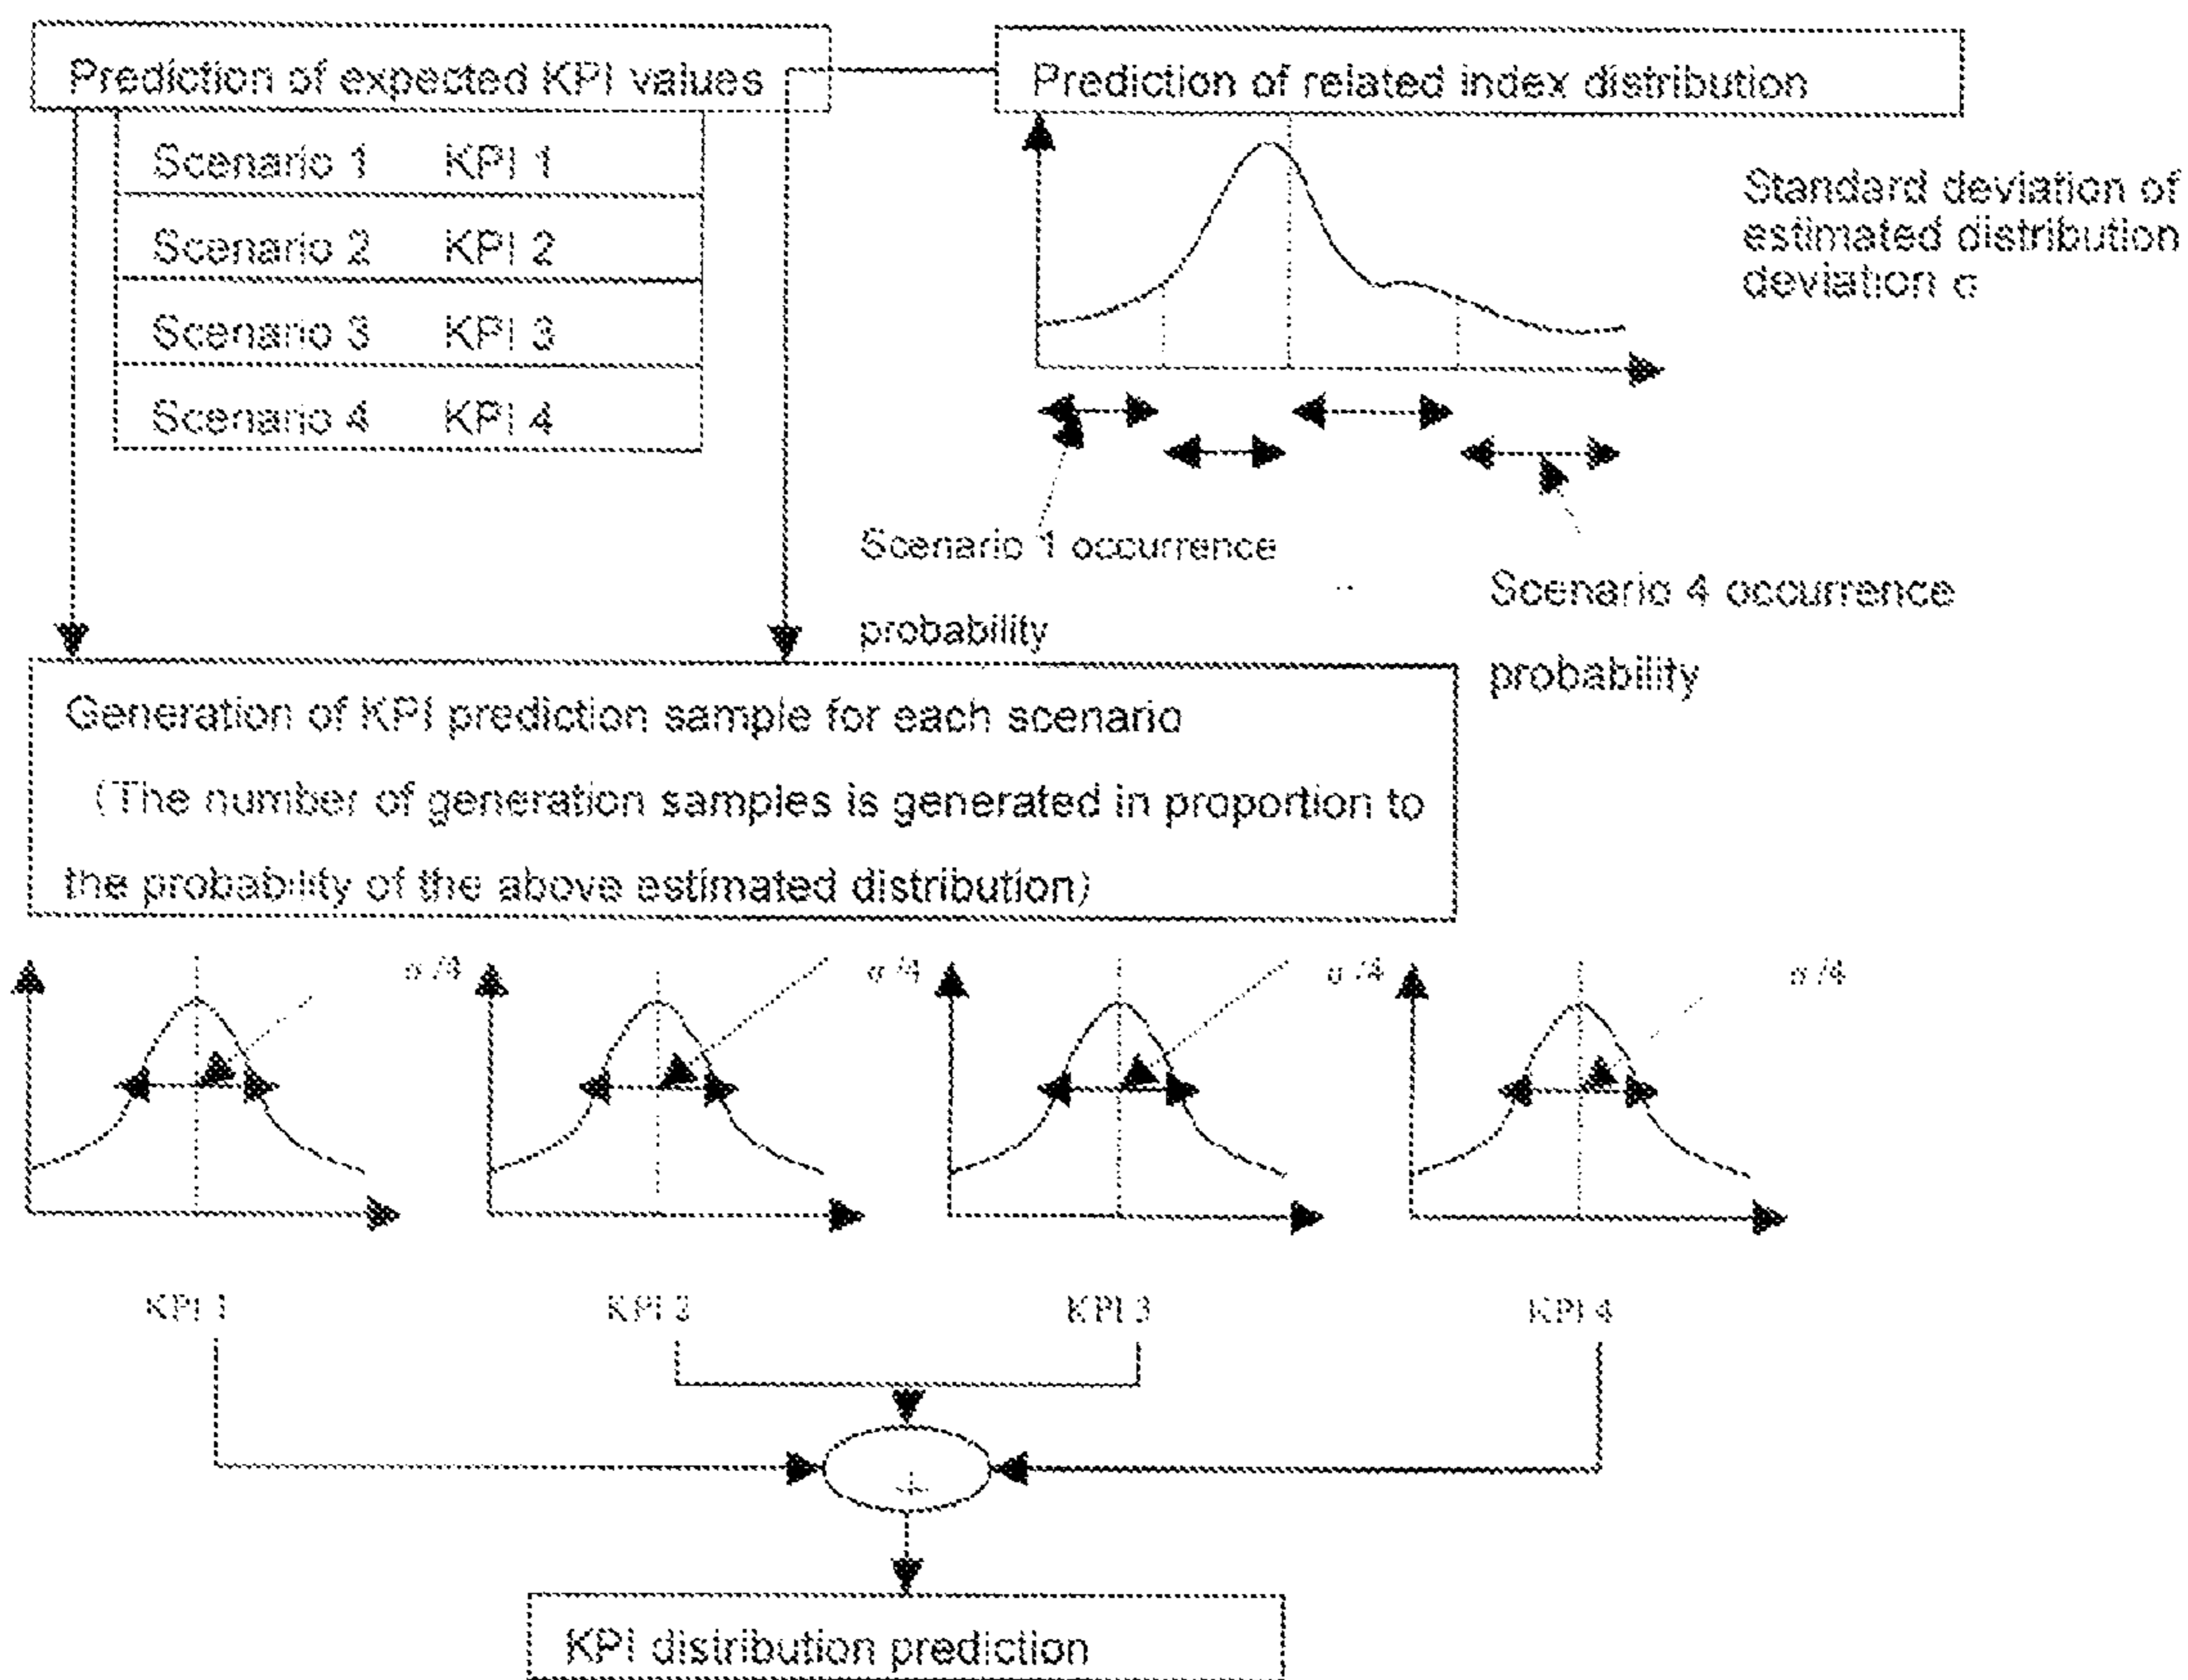 Prediction of expected KPI values
Prediction of related index distribution
Scenario 1 KPI 1
Scenario 2 KPI 2
Scenario 3 KPI 3
Scenario 4 KPI 4
Standard deviation of
estimated distribution
deviation σ
Scenario 1 occurrence
probability
..
Scenario 4 occurrence
probability
Generation of KPI prediction sample for each scenario
(The number of generation samples is generated in proportion to
the probability of the above estimated distribution)
σ/4
σ/4
σ/4
σ/4
KPI 1
KPI 2
KPI 3
KPI 4
+
KPI distribution prediction